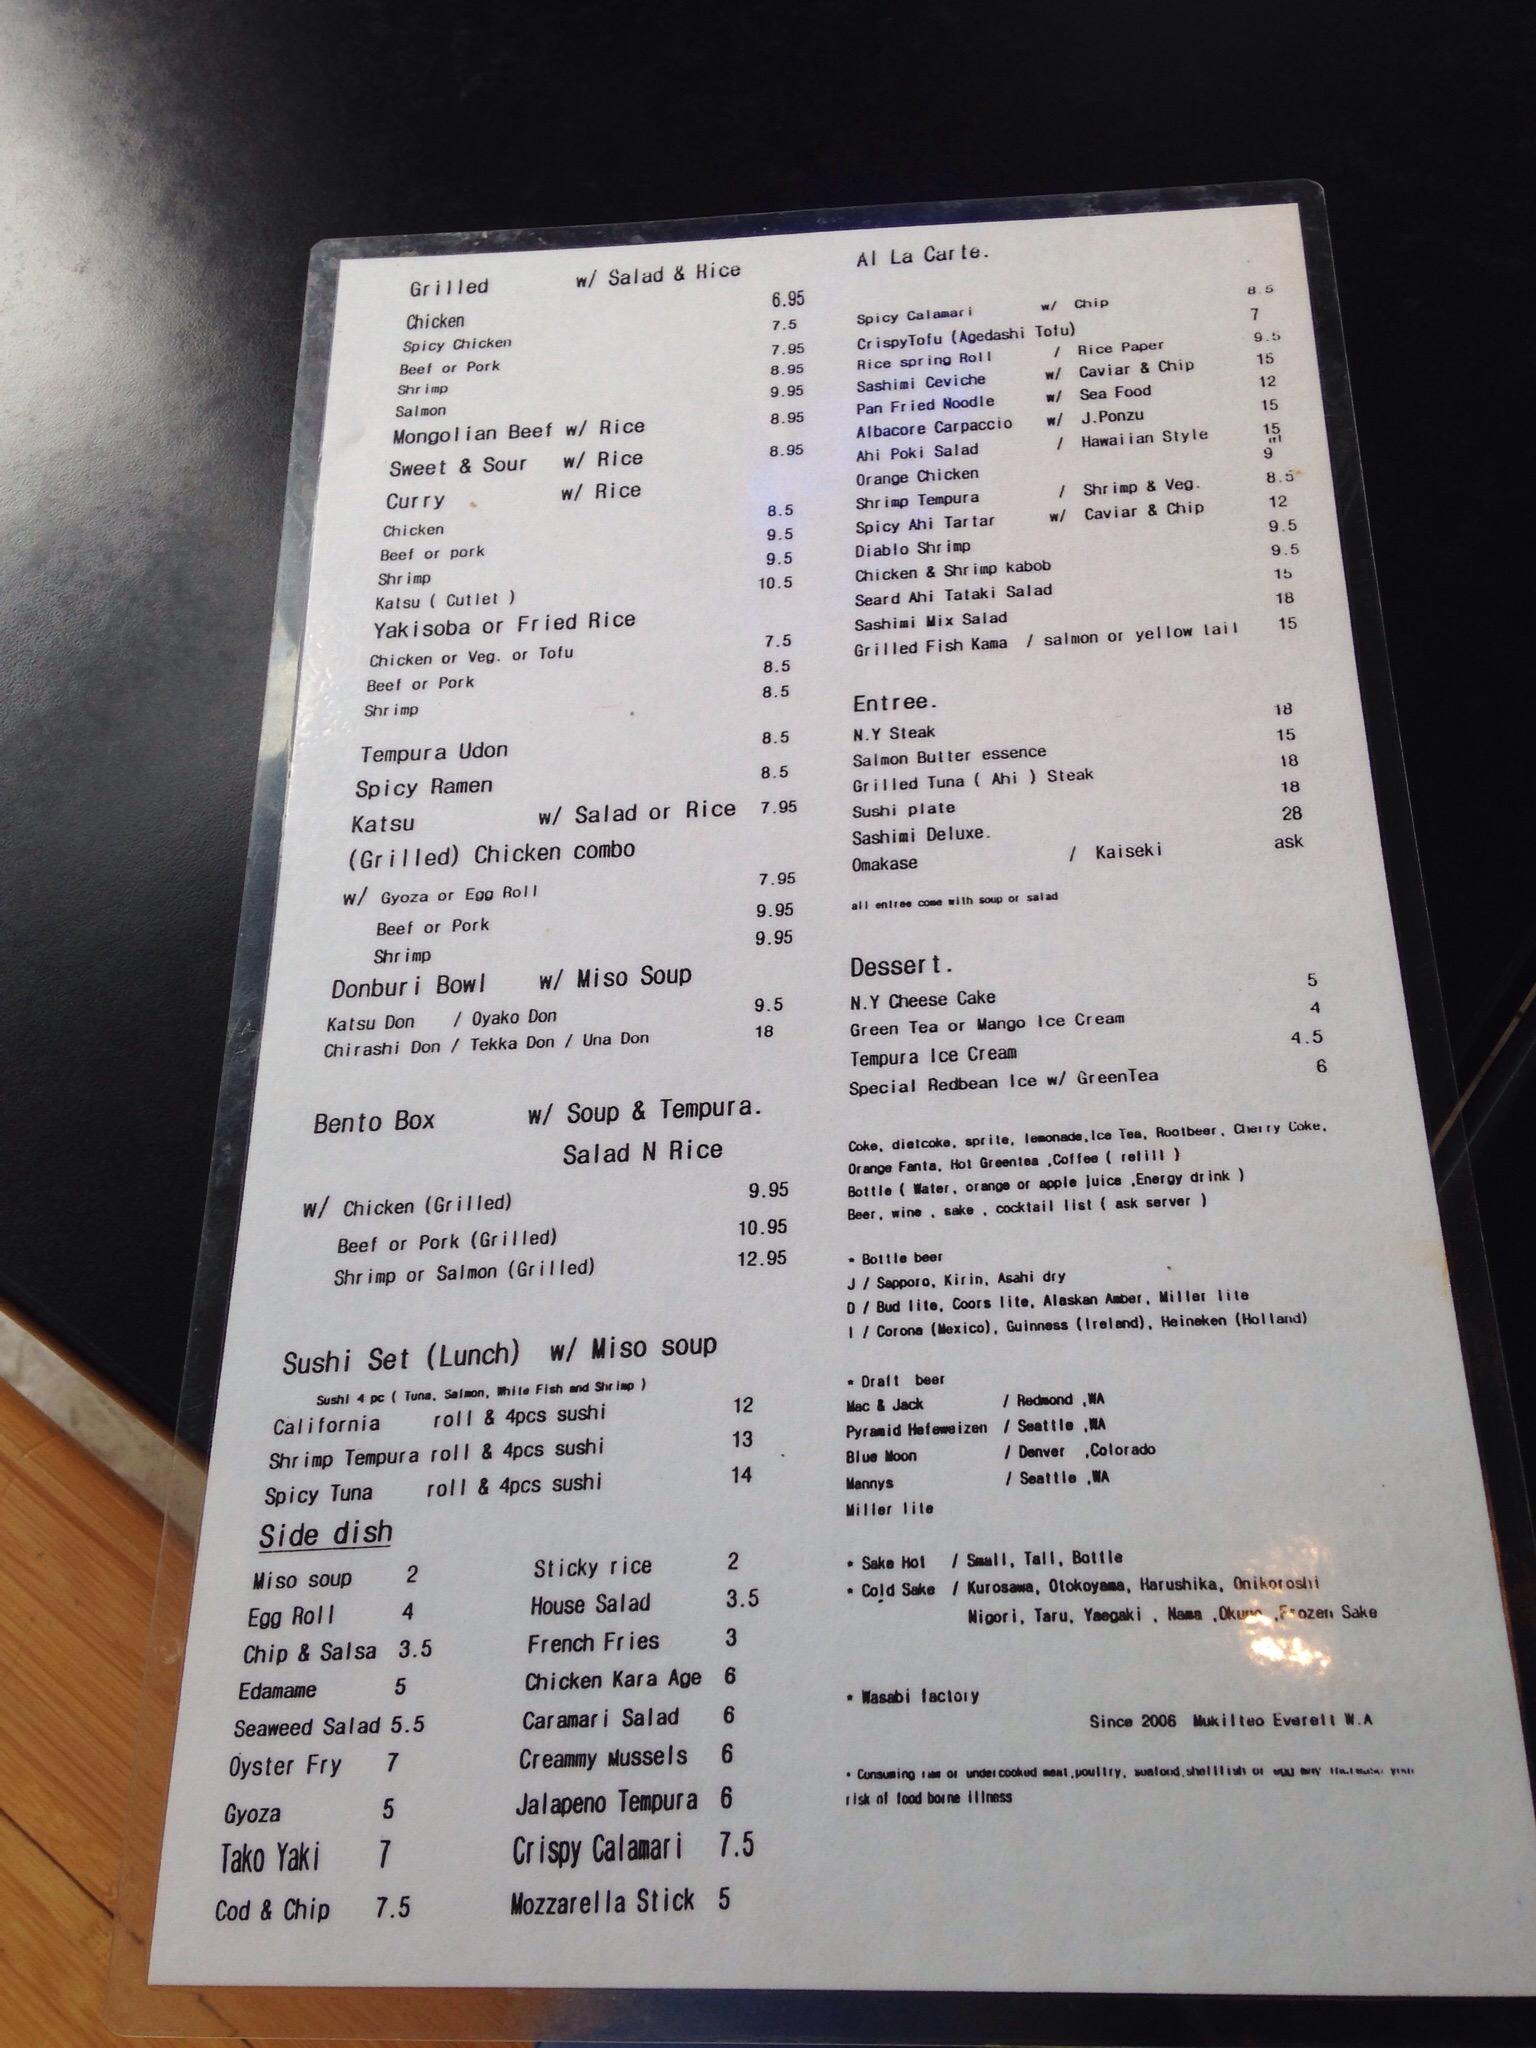 Grilled w/ Salad & Rice
Chicken 6.95
Spicy Chicken 7.5
Beef or Pork 7.95
Shrimp 8.95
Salmon 9.95
Mongolian Beef w/ Rice 8.95
Sweet & Sour w/ Rice 8.95
Curry w/ Rice
Chicken 8.5
Beef or pork 9.5
Shrimp 9.5
Katsu ( Cutlet ) 10.5
Yakisoba or Fried Rice
Chicken or Veg. or Tofu 7.5
Beef or Pork 8.5
Shrimp 8.5
Tempura Udon 8.5
Spicy Ramen 8.5
Katsu w/ Salad or Rice 7.95
(Grilled) Chicken combo
w/ Gyoza or Egg Roll 7.95
Beef or Pork 9.95
Shrimp 9.95
Donburi Bowl w/ Miso Soup
Katsu Don / Oyako Don 9.5
Chirashi Don / Tekka Don / Una Don 18
Bento Box w/ Soup & Tempura.
Salad N Rice
w/ Chicken (Grilled) 9.95
Beef or Pork (Grilled) 10.95
Shrimp or Salmon (Grilled) 12.95
Sushi Set (Lunch) w/ Miso soup
Sushi 4 pc ( Tuna, Salmon, White Fish and Shrimp )
California roll & 4pcs sushi 12
Shrimp Tempura roll & 4pcs sushi 13
Spicy Tuna roll & 4pcs sushi 14
Side dish
Miso soup 2 Sticky rice 2
Egg Roll 4 House Salad 3.5
Chip & Salsa 3.5 French Fries 3
Edamame 5 Chicken Kara Age 6
Seaweed Salad 5.5 Caramari Salad 6
Oyster Fry 7 Creammy Mussels 6
Gyoza 5 Jalapeno Tempura 6
Tako Yaki 7 Crispy Calamari 7.5
Cod & Chip 7.5 Mozzarella Stick 5
Al La Carte.
Spicy Calamari w/ Chip 8.5
CrispyTofu (Agedashi Tofu) 7
Rice spring Roll / Rice Paper 9.5
Sashimi Ceviche w/ Caviar & Chip 15
Pan Fried Noodle w/ Sea Food 12
Albacore Carpaccio w/ J.Ponzu 15
Ahi Poki Salad / Hawaiian Style 15
Orange Chicken 9
Shrimp Tempura / Shrimp & Veg. 8.5
Spicy Ahi Tartar w/ Caviar & Chip 12
Diablo Shrimp 9.5
Chicken & Shrimp kabob 9.5
Seard Ahi Tataki Salad 15
Sashimi Mix Salad 18
Grilled Fish Kama / salmon or yellow tail 15
Entree.
N.Y Steak 18
Salmon Butter essence 15
Grilled Tuna ( Ahi ) Steak 18
Sushi plate 18
Sashimi Deluxe. 28
Omakase / Kaiseki ask
all entree come with soup or salad
Dessert.
N.Y Cheese Cake 5
Green Tea or Mango Ice Cream 4
Tempura Ice Cream 4.5
Special Redbean Ice w/ GreenTea 6
Coke, dietcoke, sprite, lemonade,Ice Tea, Rootbeer, Cherry Coke,
Orange Fanta, Hot Greentea ,Coffee ( refill )
Bottle ( Water, orange or apple juice ,Energy drink )
Beer, wine , sake , cocktail list ( ask server )
* Bottle beer
J / Sapporo, Kirin, Asahi dry
D / Bud lite, Coors lite, Alaskan Amber, Miller lite
I / Corona (Mexico), Guinness (Ireland), Heineken (Holland)
* Draft beer
Mac & Jack / Redmond ,WA
Pyramid Hefeweizen / Seattle ,WA
Blue Moon / Denver ,Colorado
Mannys / Seattle ,WA
Miller lite
* Sake Hot / Small, Tall, Bottle
* Cold Sake / Kurosawa, Otokoyama, Harushika, Onikoroshi
Nigori, Taru, Yaegaki , Nama , Frozen Sake
* Wasabi factory
Since 2006 Mukilteo Everett W.A
* Consuming raw or undercooked meat,poultry, seafood,shellfish or egg may increase your
risk of food borne illness